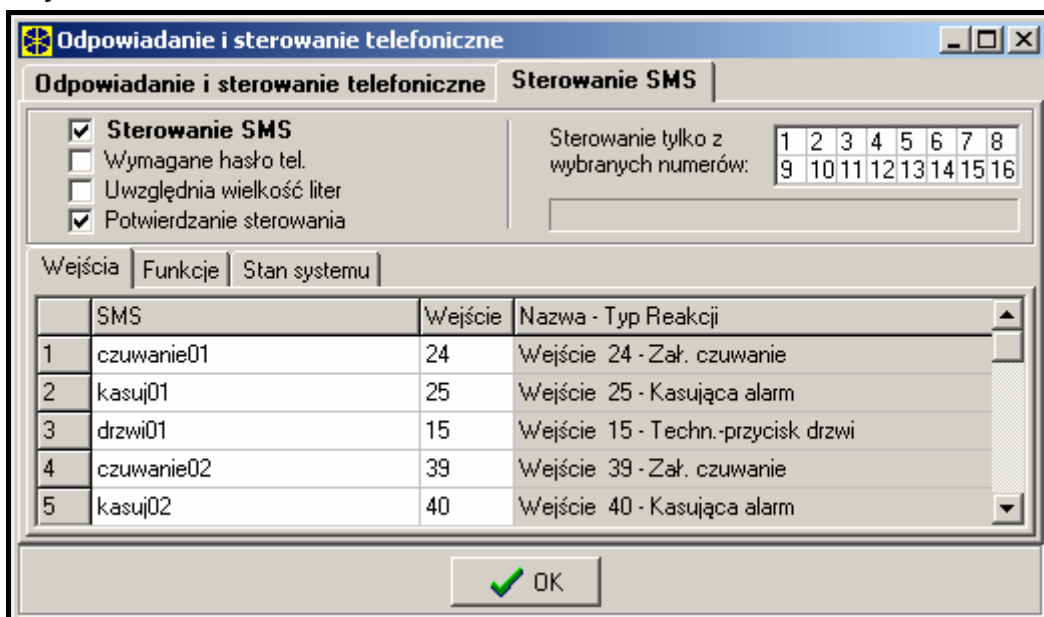 Odpowiadanie i sterowanie telefoniczne
Odpowiadanie i sterowanie telefoniczne Sterowanie SMS
Sterowanie SMS
Wymagane hasło tel.
Uwzględnia wielkość liter
Potwierdzanie sterowania
Sterowanie tylko z
wybranych numerów:
1 2 3 4 5 6 7 8
9 10 11 12 13 14 15 16
Wejścia Funkcje Stan systemu
SMS Wejście Nazwa - Typ Reakcji
1 czuwanie01 24 Wejście 24 - Zał. czuwanie
2 kasuj01 25 Wejście 25 - Kasująca alarm
3 drzwi01 15 Wejście 15 - Techn.-przycisk drzwi
4 czuwanie02 39 Wejście 39 - Zał. czuwanie
5 kasuj02 40 Wejście 40 - Kasująca alarm
OK